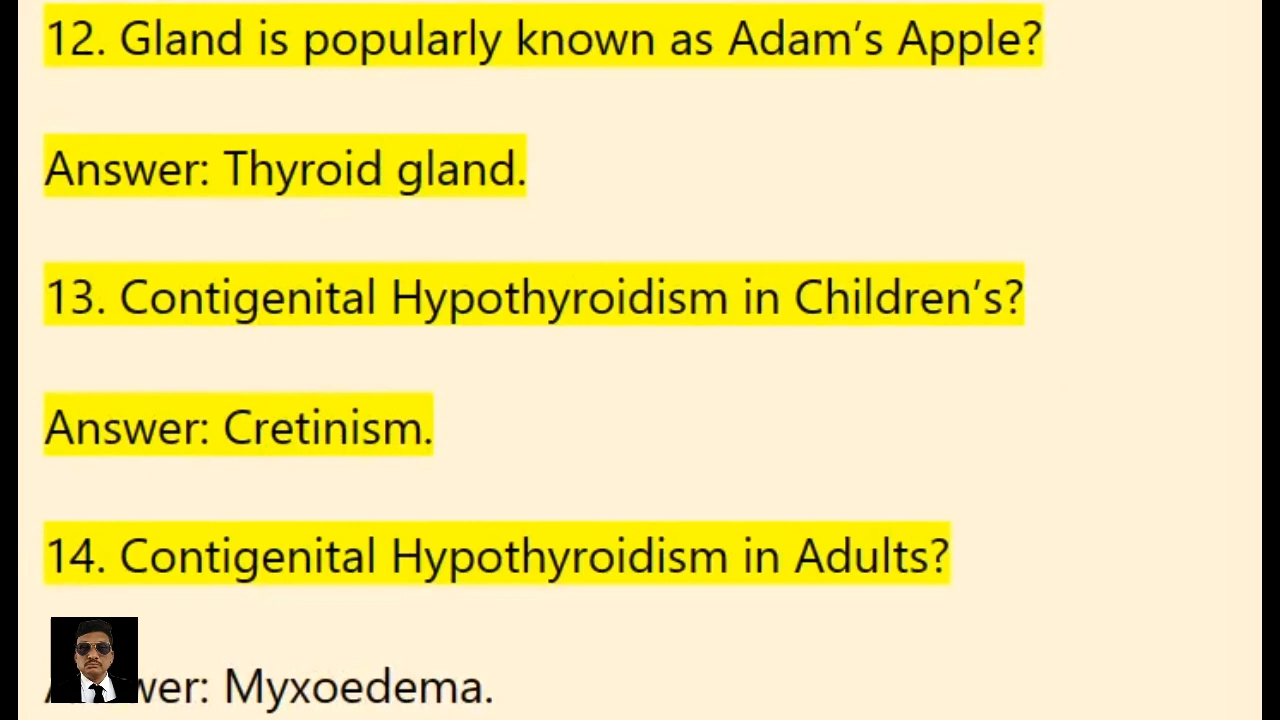 12. Gland is popularly known as Adam’s Apple?
Answer: Thyroid gland.
13. Contigenital Hypothyroidism in Children’s?
Answer: Cretinism.
14. Contigenital Hypothyroidism in Adults?
Myxoedema.